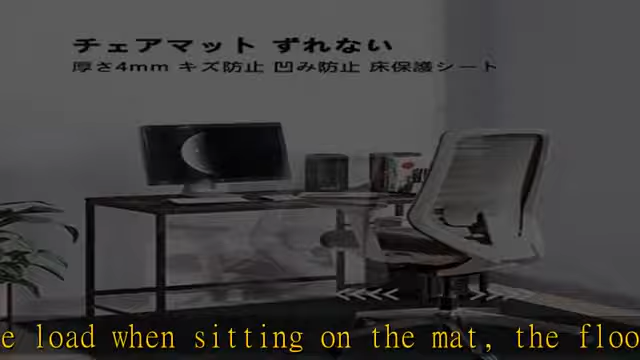 チェアマット ずれない
厚さ4mm キズ防止 凹み防止 床保護シート
e load when sitting on the mat, the floo